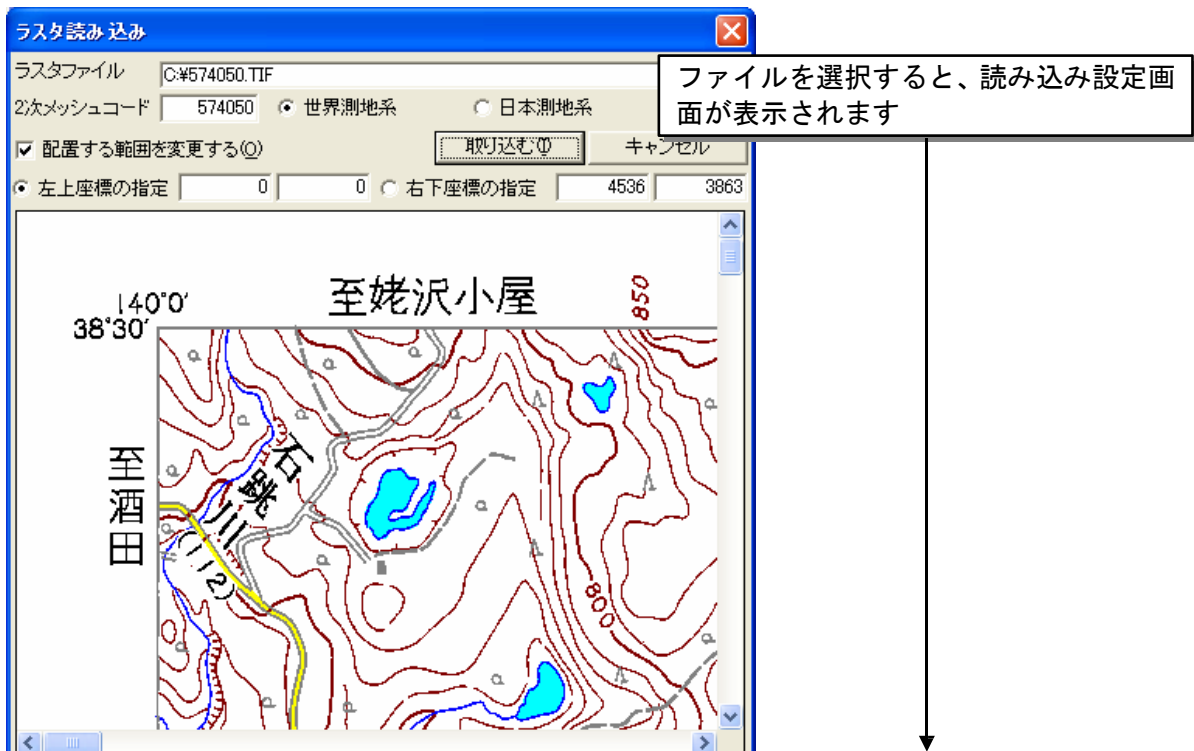 ラスタ読み込み
ファイルを選択すると、読み込み設定画
面が表示されます
ラスタファイル C:¥574050.TIF
2次メッシュコード 574050 世界測地系 日本測地系
配置する範囲を変更する(O) 取り込む(I) キャンセル
左上座標の指定 0 0 右下座標の指定 4536 3863
140°0′ 至姥沢小屋 850
38°30′
至酒田
石跳川
(112)
800